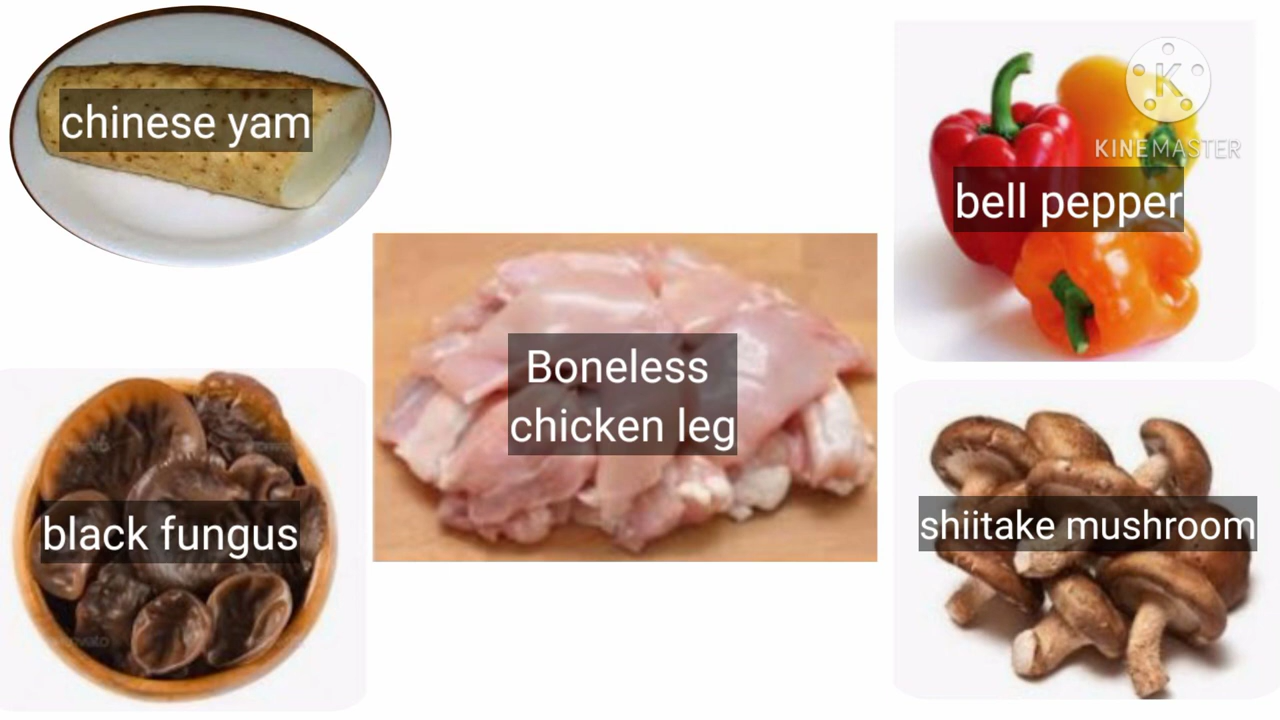 chinese yam
K
KINEMASTER
bell pepper
Boneless
chicken leg
black fungus
shiitake mushroom